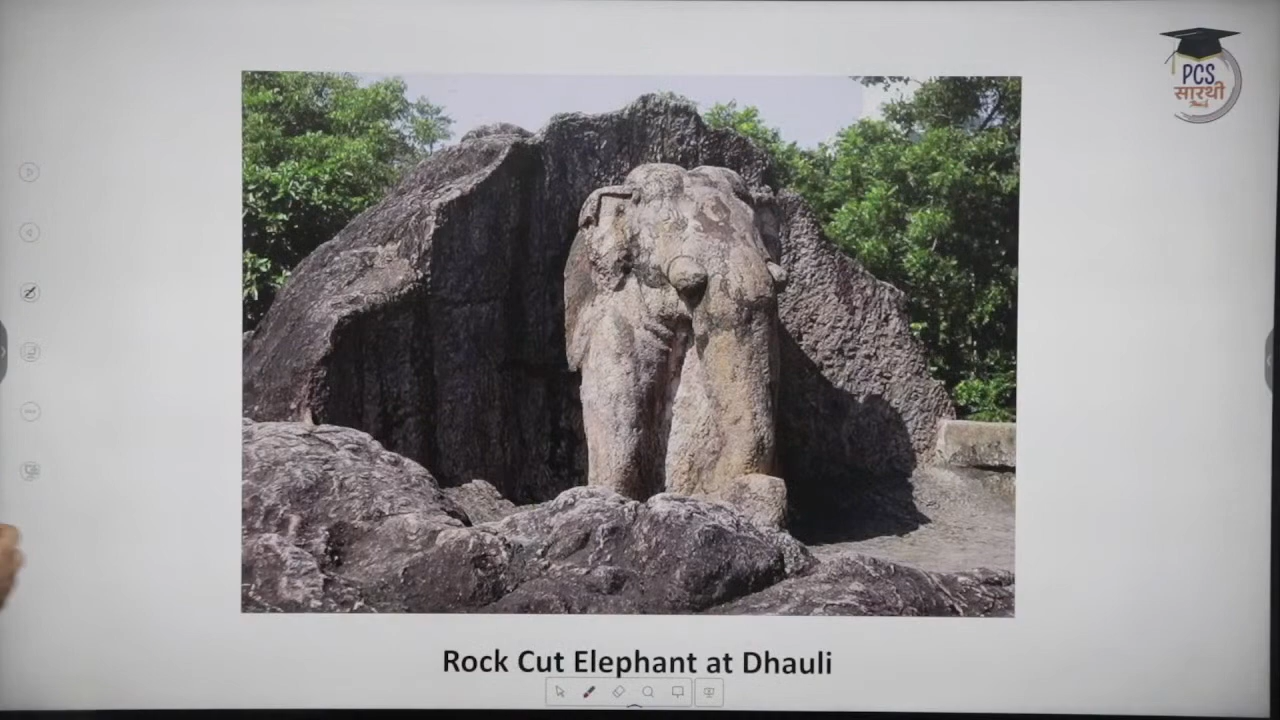 PCS
सारथी
Rock Cut Elephant at Dhauli